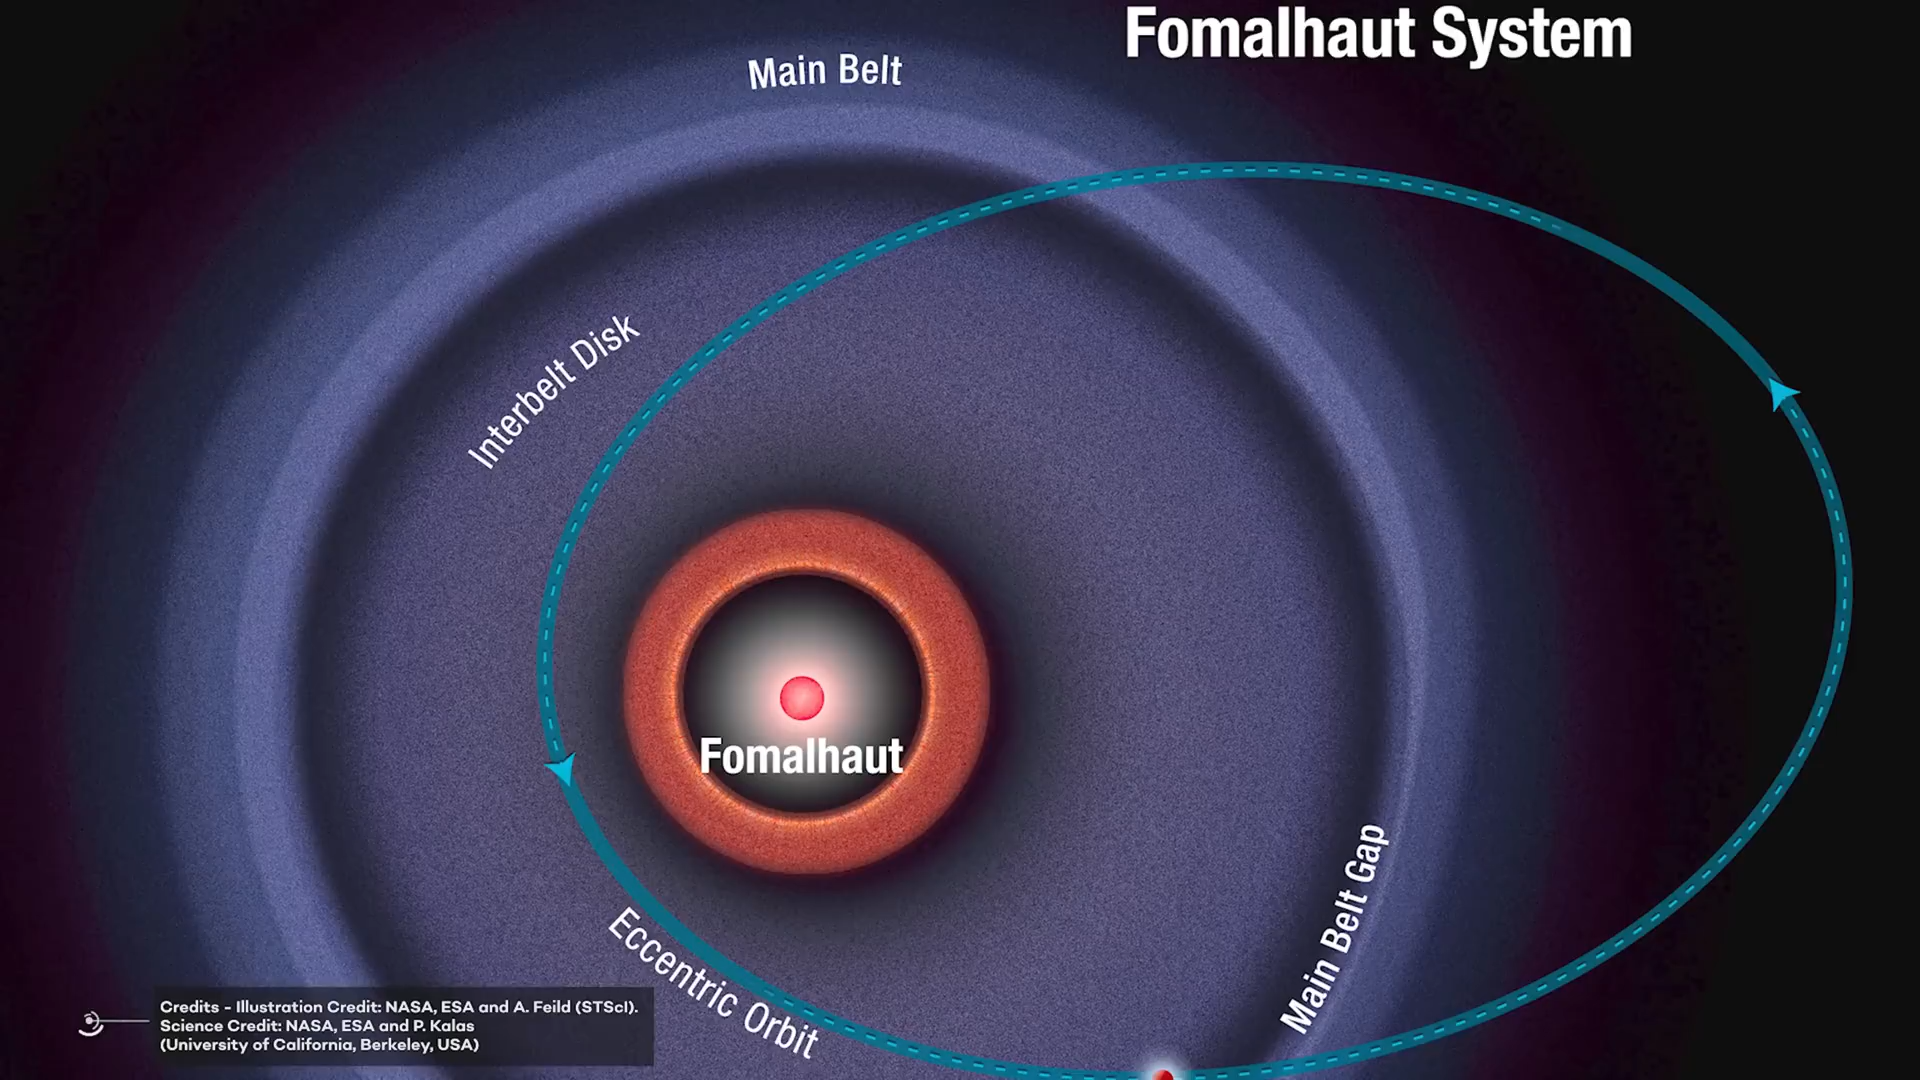 Fomalhaut System
Main Belt
Interbelt Disk
Fomalhaut
Main Belt Gap
Eccentric Orbit
Credits - Illustration Credit: NASA, ESA and A. Feild (STScI).
Science Credit: NASA, ESA and P. Kalas
(University of California, Berkeley, USA)